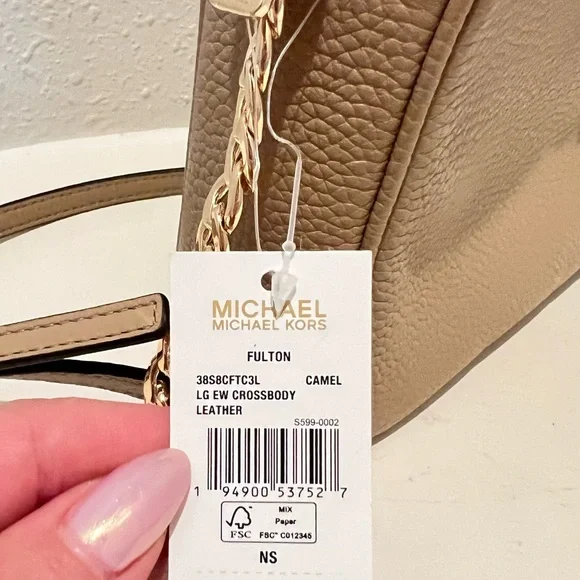 MICHAEL
MICHAEL KORS
FULTON
38S8CFTC3L CAMEL
LG EW CROSSBODY
LEATHER
S599-0002
1 94900 53752 7
FSC
MIX
Paper
FSC™ C012345
NS